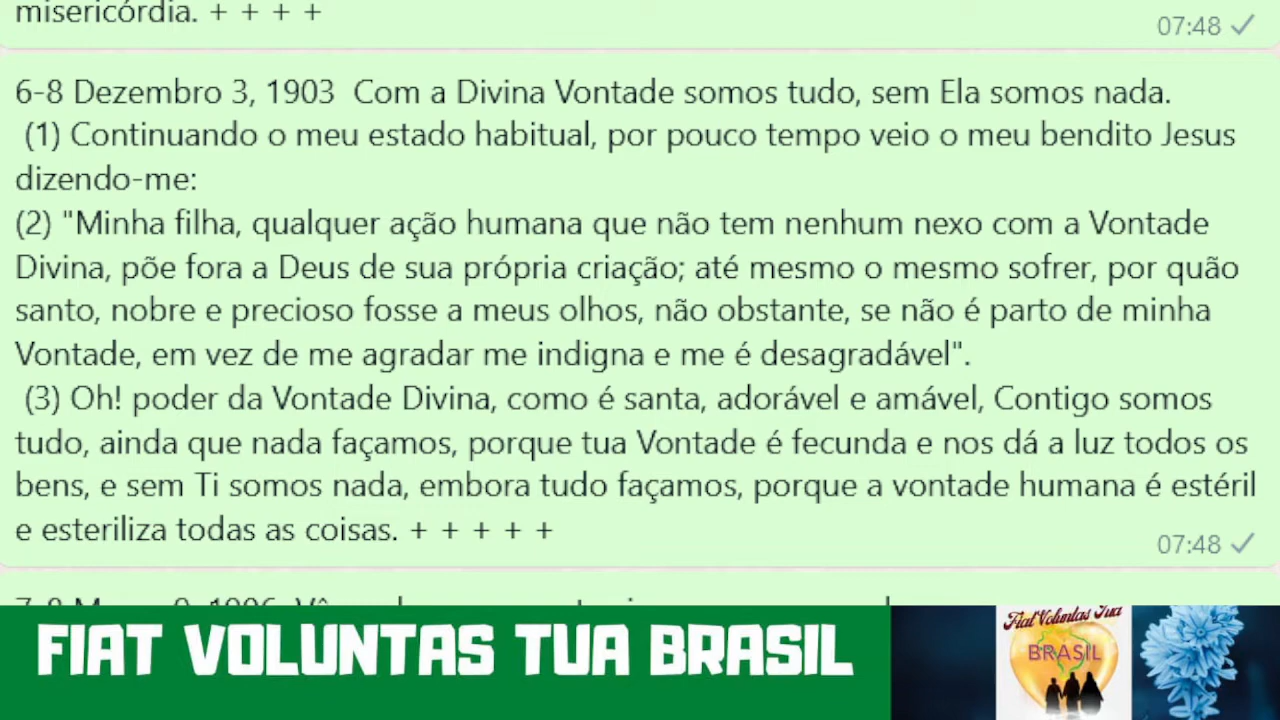 misericórdia. + + + +
07:48
6-8 Dezembro 3, 1903 Com a Divina Vontade somos tudo, sem Ela somos nada.
(1) Continuando o meu estado habitual, por pouco tempo veio o meu bendito Jesus
dizendo-me:
(2) "Minha filha, qualquer ação humana que não tem nenhum nexo com a Vontade
Divina, põe fora a Deus de sua própria criação; até mesmo o mesmo sofrer, por quão
santo, nobre e precioso fosse a meus olhos, não obstante, se não é parto de minha
Vontade, em vez de me agradar me indigna e me é desagradável".
(3) Oh! poder da Vontade Divina, como é santa, adorável e amável, Contigo somos
tudo, ainda que nada façamos, porque tua Vontade é fecunda e nos dá a luz todos os
bens, e sem Ti somos nada, embora tudo façamos, porque a vontade humana é estéril
e esteriliza todas as coisas. + + + + +
07:48
FIAT VOLUNTAS TUA BRASIL
Fiat Voluntas Tua
BRASIL